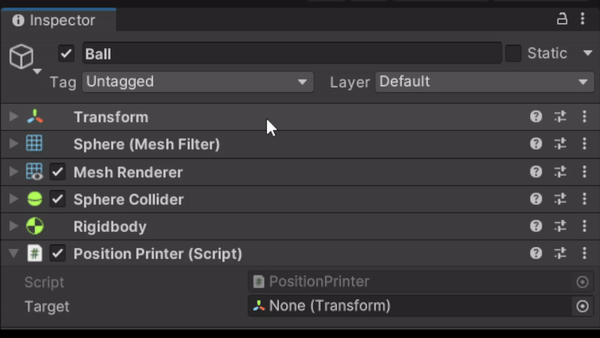 Inspector
Ball Static
Tag Untagged Layer Default
Transform
Sphere (Mesh Filter)
Mesh Renderer
Sphere Collider
Rigidbody
# Position Printer (Script)
Script # PositionPrinter
Target None (Transform)